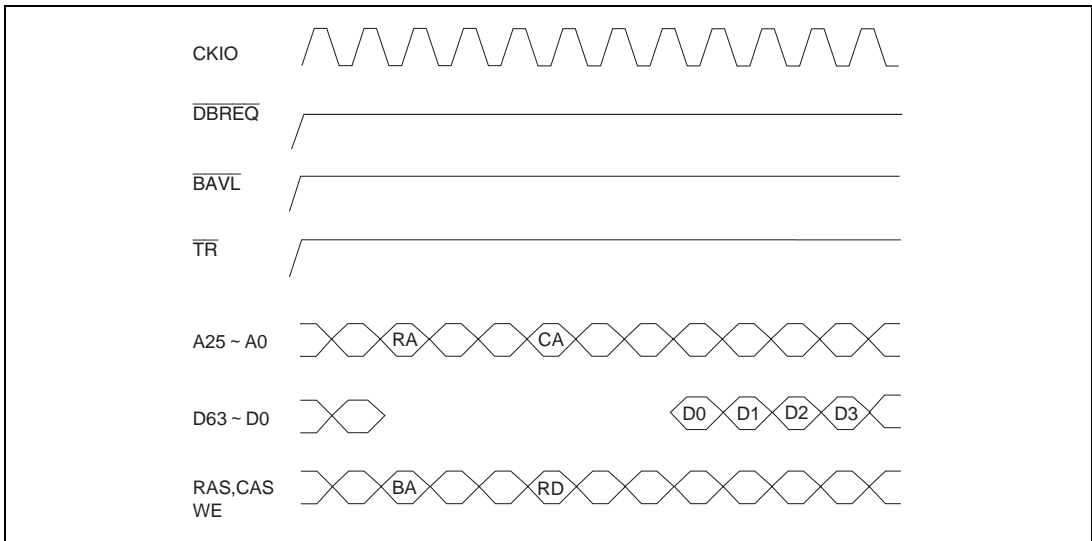 CKIO
DBREQ
BAVL
TR
A25 ~ A0 RA CA
D63 ~ D0 D0 D1 D2 D3
RAS,CAS BA RD
WE